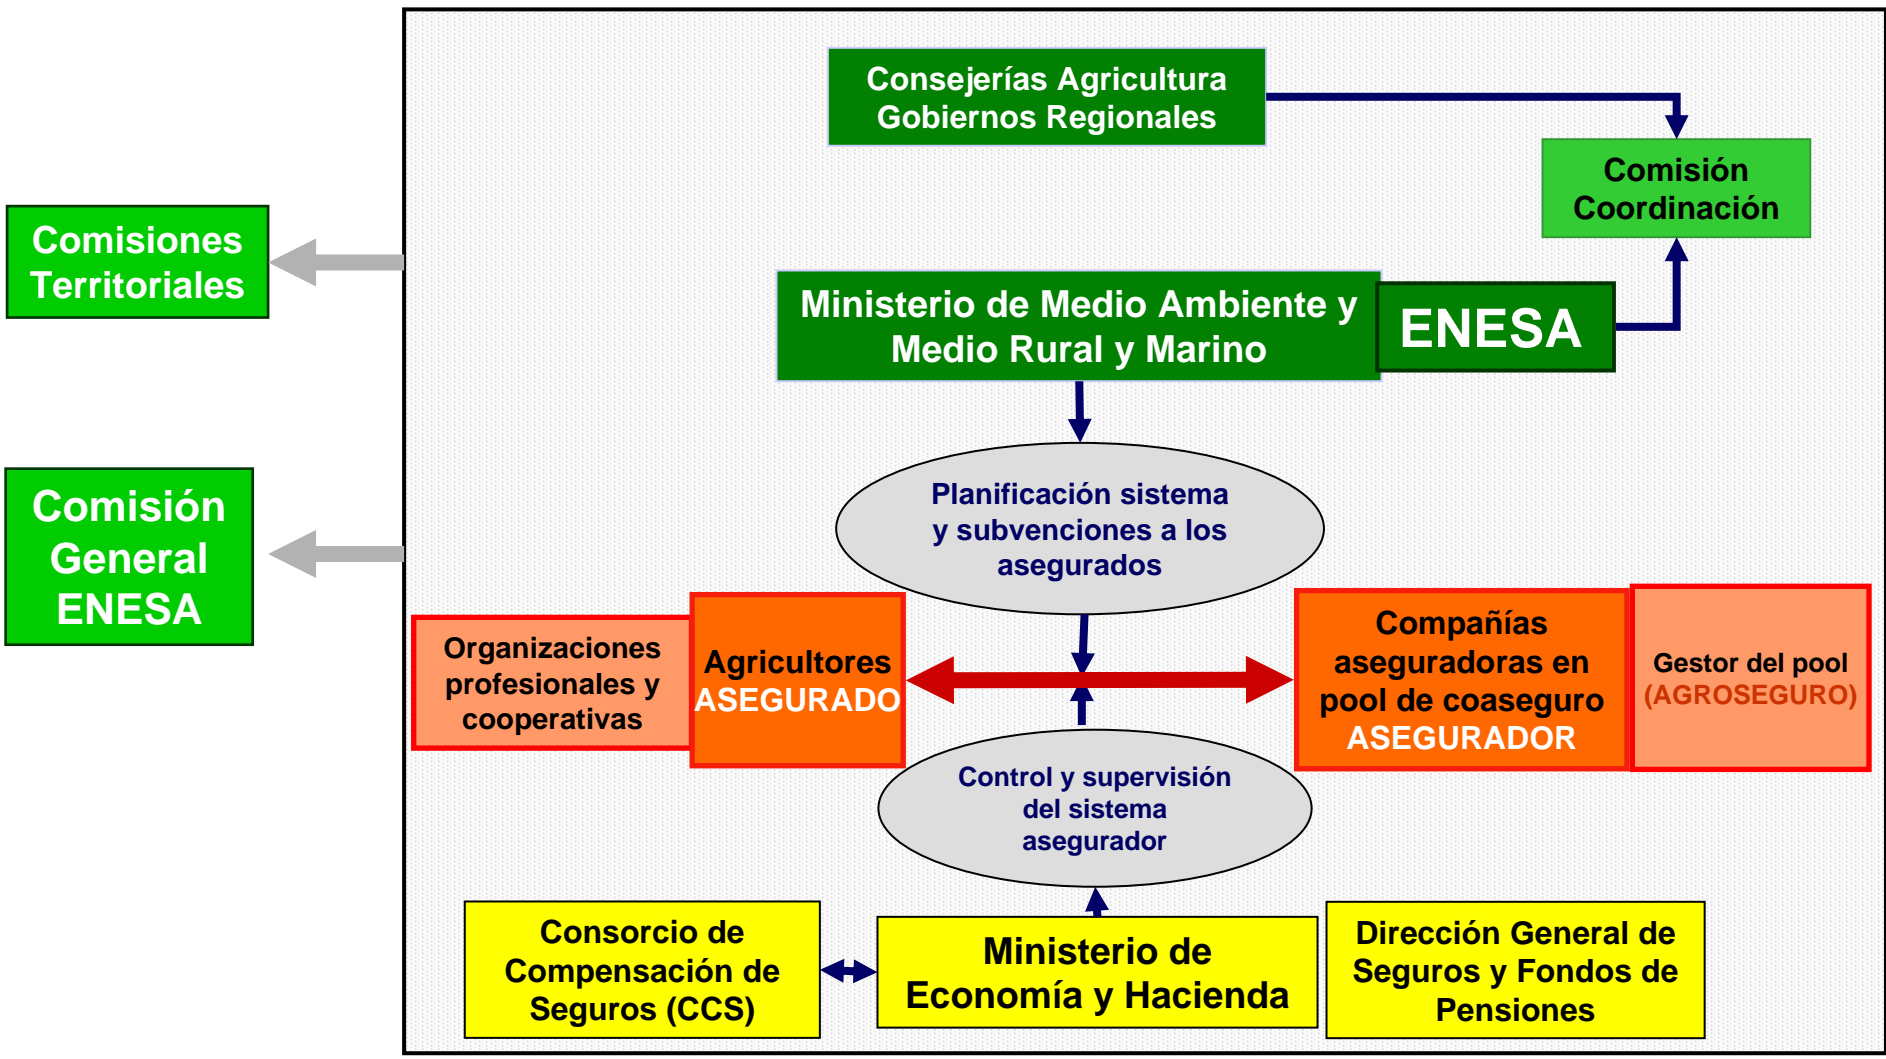 Consejerías Agricultura
Gobiernos Regionales
Comisión
Coordinación
Comisiones
Territoriales
Ministerio de Medio Ambiente y
Medio Rural y Marino
ENESA
Comisión
General
ENESA
Planificación sistema
y subvenciones a los
asegurados
Organizaciones
profesionales y
cooperativas
Agricultores
ASEGURADO
Compañías
aseguradoras en
pool de coaseguro
ASEGURADOR
Gestor del pool
(AGROSEGURO)
Control y supervisión
del sistema
asegurador
Consorcio de
Compensación de
Seguros (CCS)
Ministerio de
Economía y Hacienda
Dirección General de
Seguros y Fondos de
Pensiones